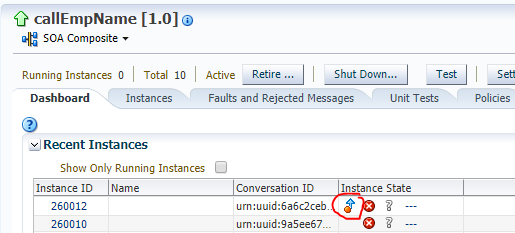 callEmpName [1.0]
SOA Composite
Running Instances 0 Total 10 Active Retire ... Shut Down... Test
Dashboard Instances Faults and Rejected Messages Unit Tests Policies
Recent Instances
Show Only Running Instances
Instance ID Name Conversation ID Instance State
260012 urn:uuid:6a6c2ceb... ---
260010 urn:uuid:9a5ee67... ---